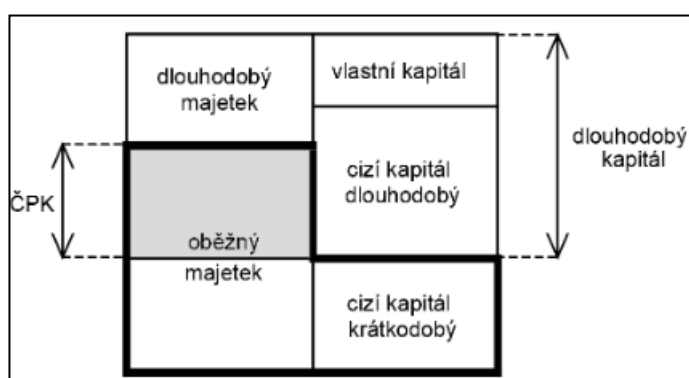 dlouhodobý
majetek
vlastní kapitál
dlouhodobý
kapitál
ČPK
cizí kapitál
dlouhodobý
oběžný
majetek
cizí kapitál
krátkodobý